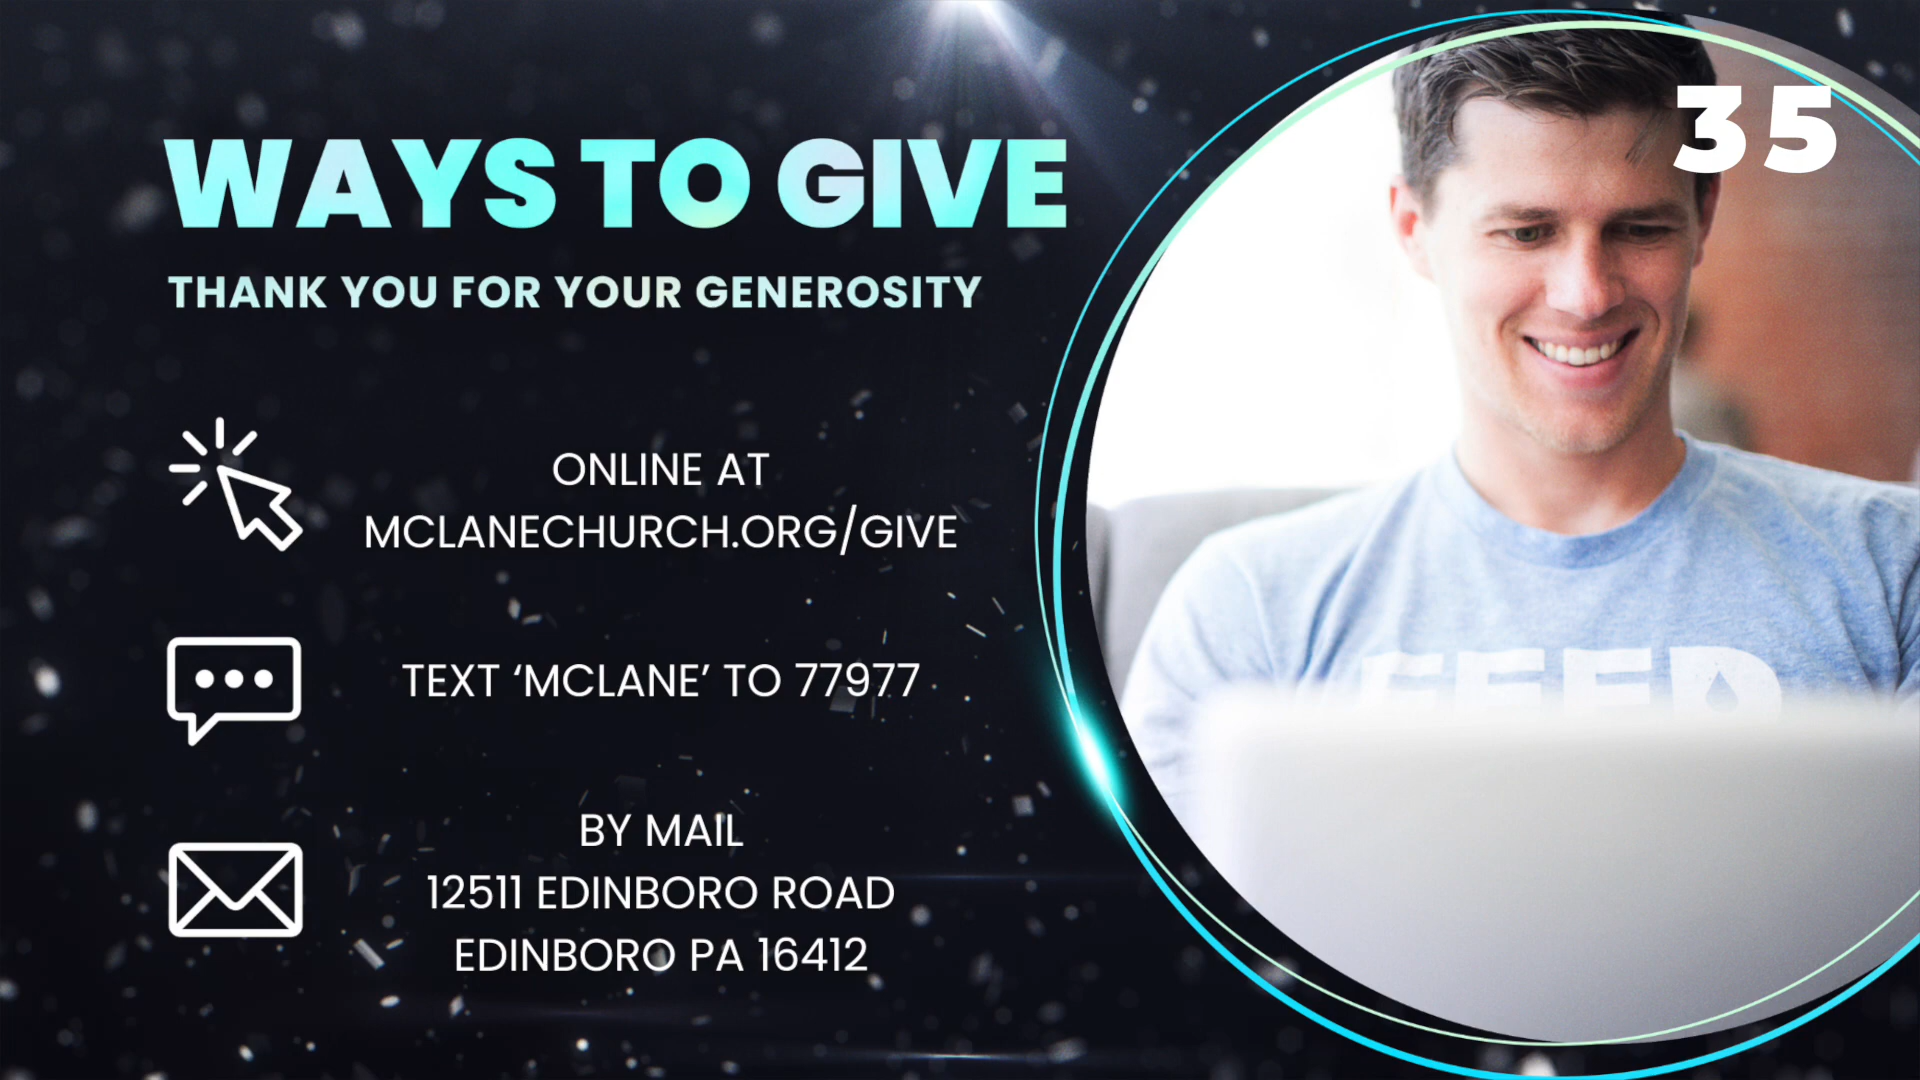 WAYS TO GIVE
THANK YOU FOR YOUR GENEROSITY
ONLINE AT
MCLANECHURCH.ORG/GIVE
TEXT ‘MCLANE’ TO 77977
BY MAIL
12511 EDINBORO ROAD
EDINBORO PA 16412
35
FEED